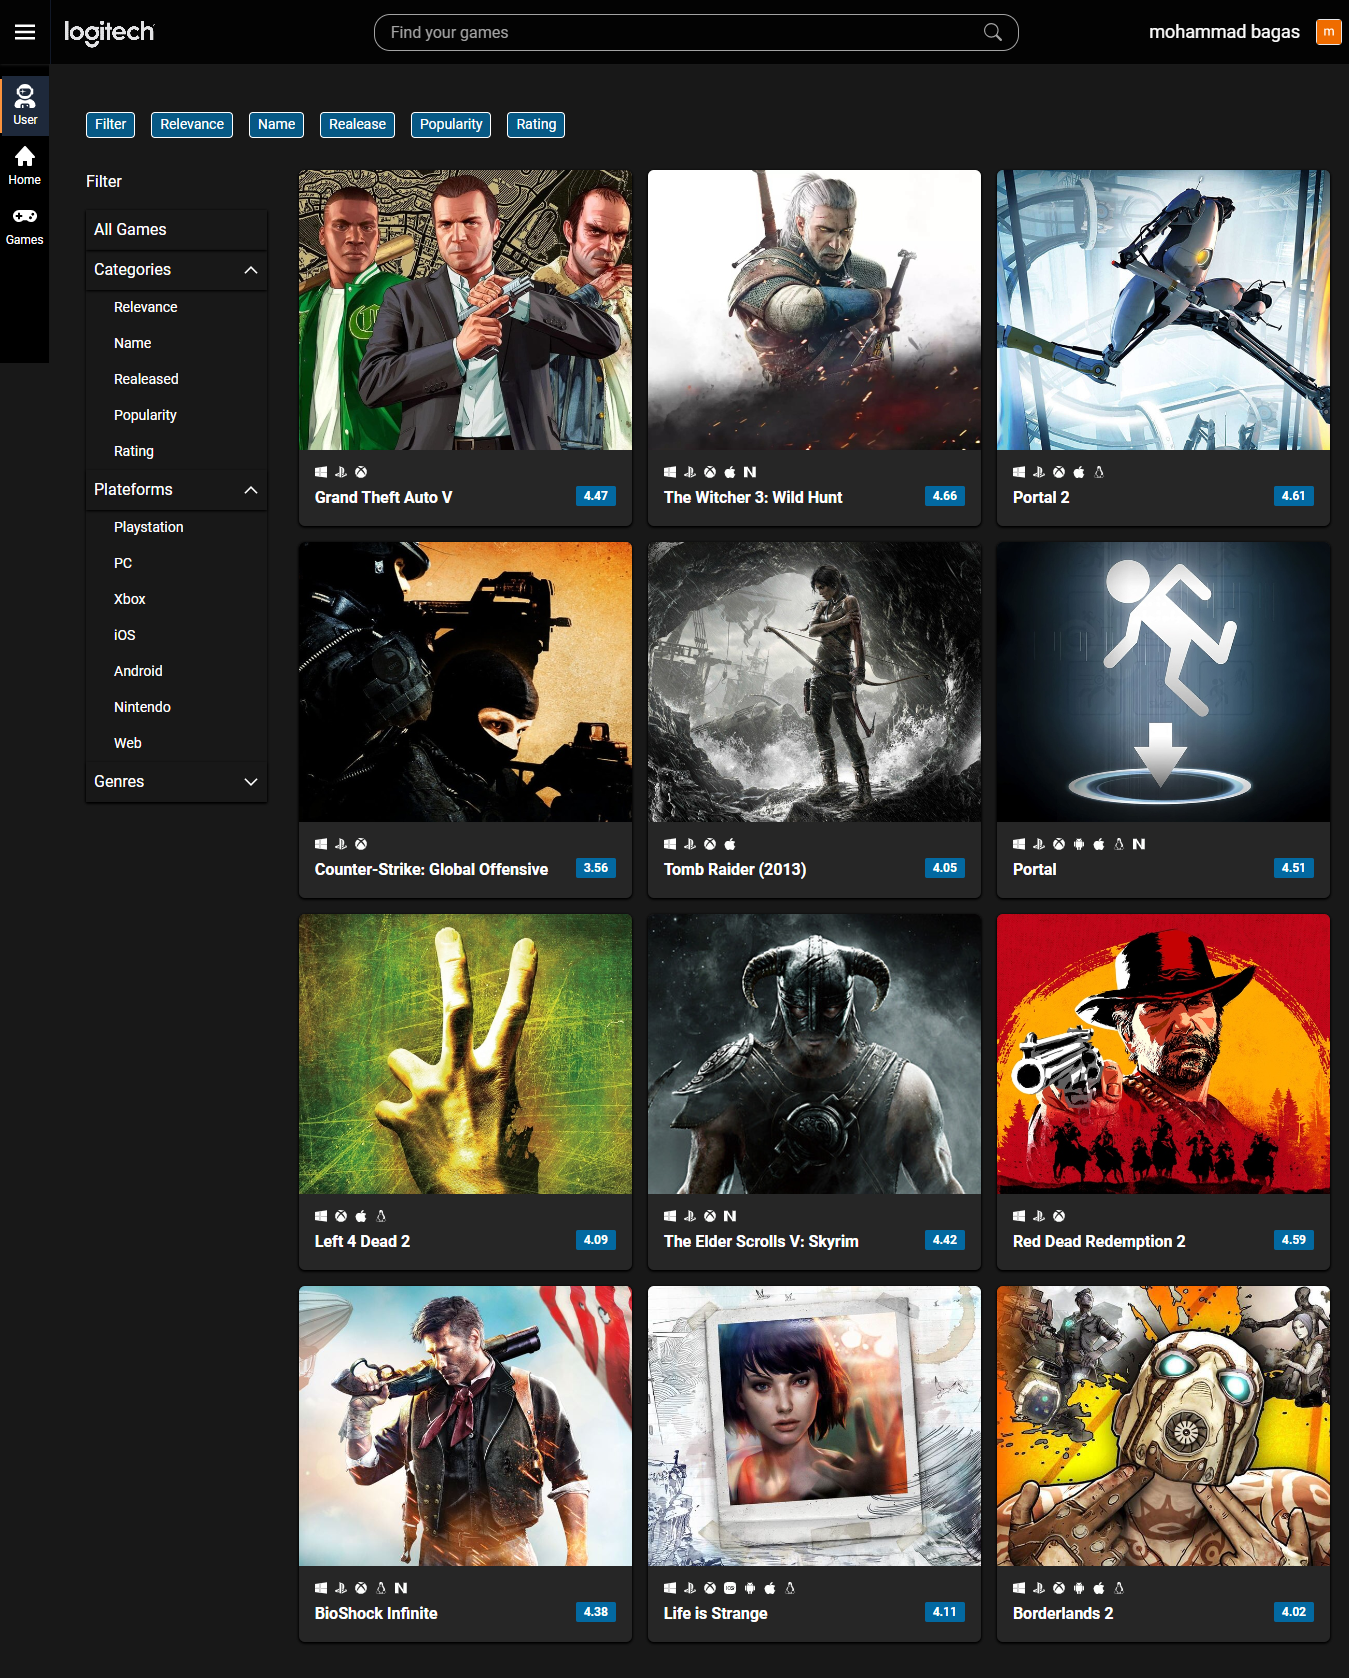 logitech
Find your games
mohammad bagas
m
User
Home
Games
Filter
Relevance
Name
Realease
Popularity
Rating
Filter
All Games
Categories
Relevance
Name
Realeased
Popularity
Rating
Plateforms
Playstation
PC
Xbox
iOS
Android
Nintendo
Web
Genres
Grand Theft Auto V
4.47
The Witcher 3: Wild Hunt
4.66
Portal 2
4.61
Counter-Strike: Global Offensive
3.56
Tomb Raider (2013)
4.05
Portal
4.51
Left 4 Dead 2
4.09
The Elder Scrolls V: Skyrim
4.42
Red Dead Redemption 2
4.59
BioShock Infinite
4.38
iOS
Life is Strange
4.11
Borderlands 2
4.02